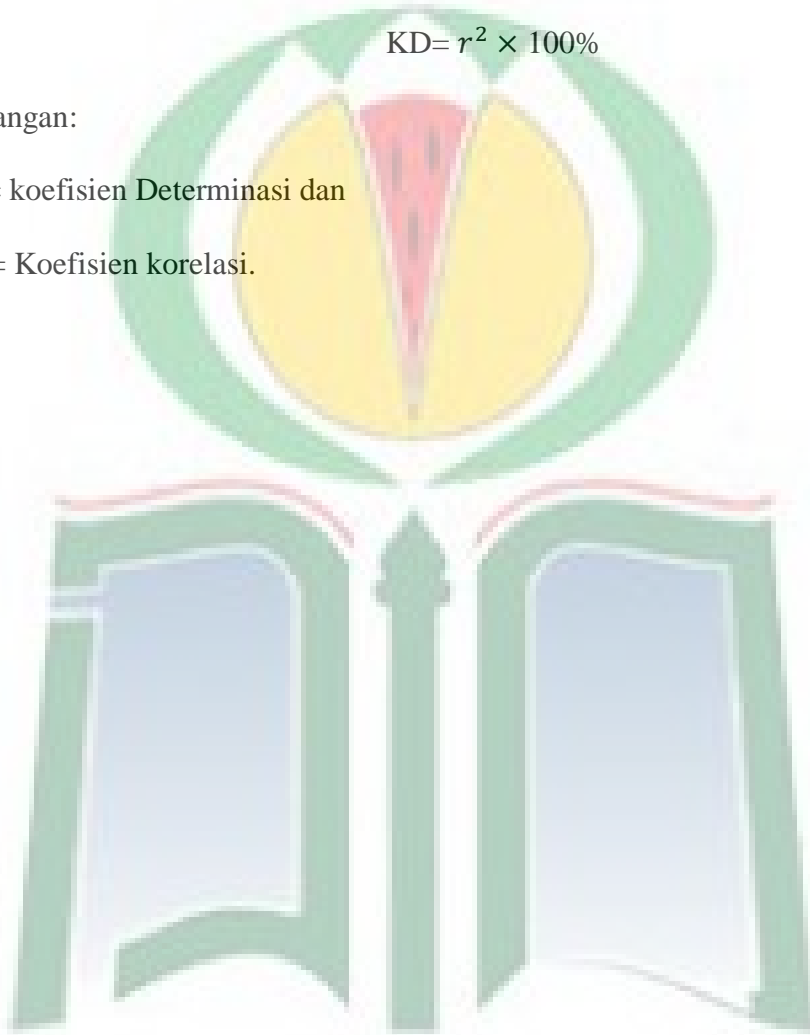 KD= r² × 100%
angan:
= koefisien Determinasi dan
= Koefisien korelasi.